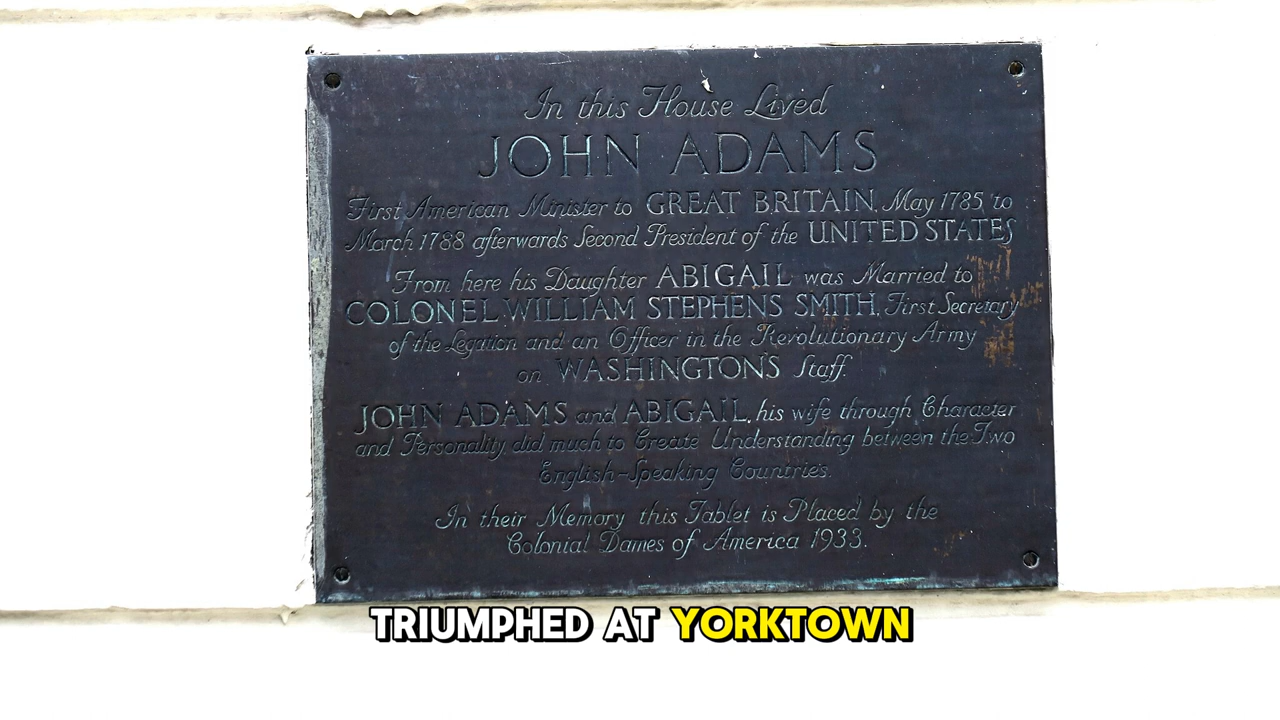 In this House Lived
JOHN ADAMS
First American Minister to GREAT BRITAIN, May 1785, to
March 1788 afterwards Second President of the UNITED STATES
From here his Daughter ABIGAIL was Married to
COLONEL WILLIAM STEPHENS SMITH, First Secretary
of the Legation and an Officer in the Revolutionary Army
on WASHINGTON'S Staff.
JOHN ADAMS and ABIGAIL, his wife through Character
and Personality did much to Create Understanding between the Two
English-Speaking Countries.
In their Memory this Tablet is Placed by the
Colonial Dames of America 1933.
TRIUMPHED AT YORKTOWN